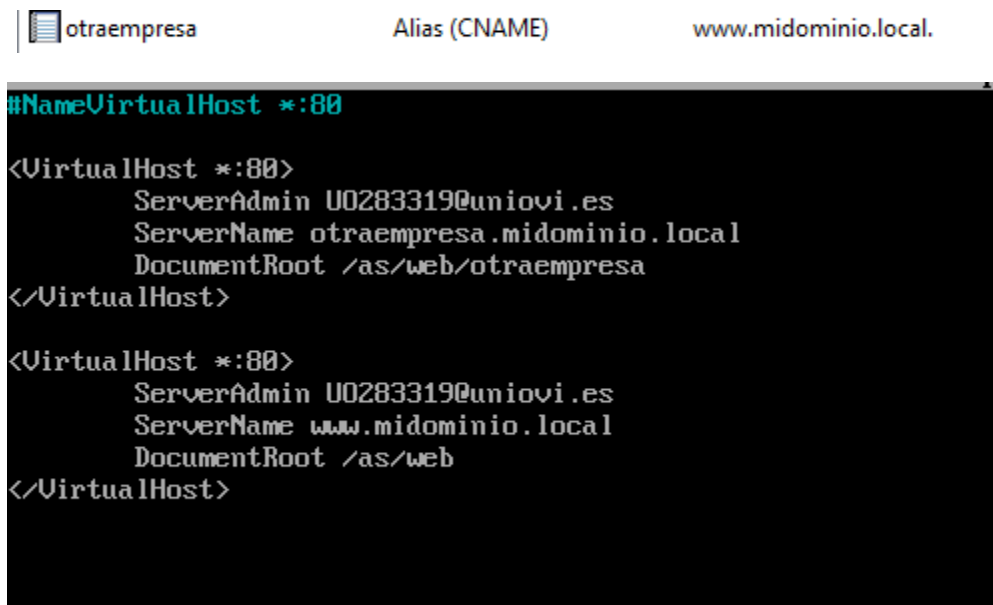 otraempresa Alias (CNAME) www.midominio.local.
#NameVirtualHost *:80
<VirtualHost *:80>
ServerAdmin UO283319@uniovi.es
ServerName otraempresa.midominio.local
DocumentRoot /as/web/otraempresa
</VirtualHost>
<VirtualHost *:80>
ServerAdmin UO283319@uniovi.es
ServerName www.midominio.local
DocumentRoot /as/web
</VirtualHost>